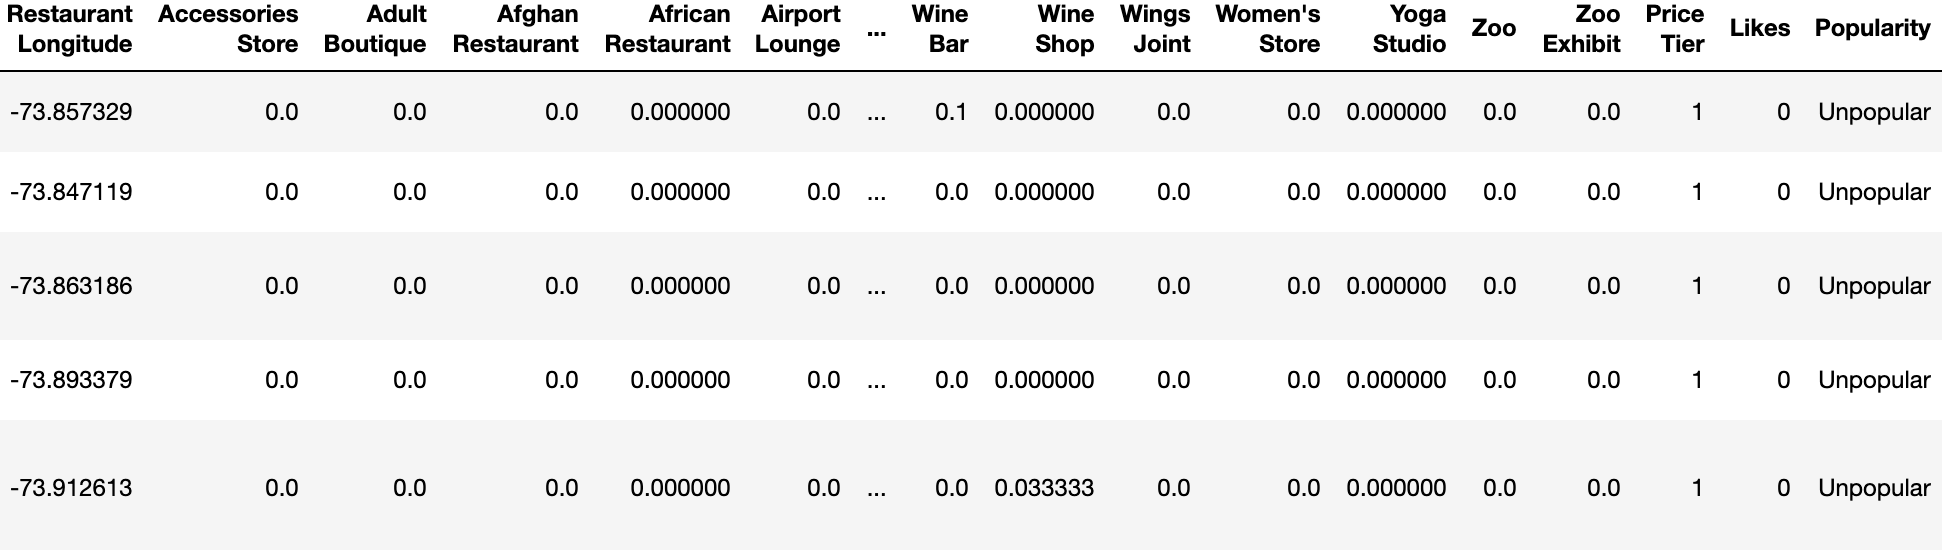 Restaurant Longitude Accessories Store Adult Boutique Afghan Restaurant African Restaurant Airport Lounge ... Wine Bar Wine Shop Wings Joint Women's Store Yoga Studio Zoo Zoo Exhibit Price Tier Likes Popularity
-73.857329 0.0 0.0 0.0 0.000000 0.0 ... 0.1 0.000000 0.0 0.0 0.000000 0.0 0.0 1 0 Unpopular
-73.847119 0.0 0.0 0.0 0.000000 0.0 ... 0.0 0.000000 0.0 0.0 0.000000 0.0 0.0 1 0 Unpopular
-73.863186 0.0 0.0 0.0 0.000000 0.0 ... 0.0 0.000000 0.0 0.0 0.000000 0.0 0.0 1 0 Unpopular
-73.893379 0.0 0.0 0.0 0.000000 0.0 ... 0.0 0.000000 0.0 0.0 0.000000 0.0 0.0 1 0 Unpopular
-73.912613 0.0 0.0 0.0 0.000000 0.0 ... 0.0 0.033333 0.0 0.0 0.000000 0.0 0.0 1 0 Unpopular